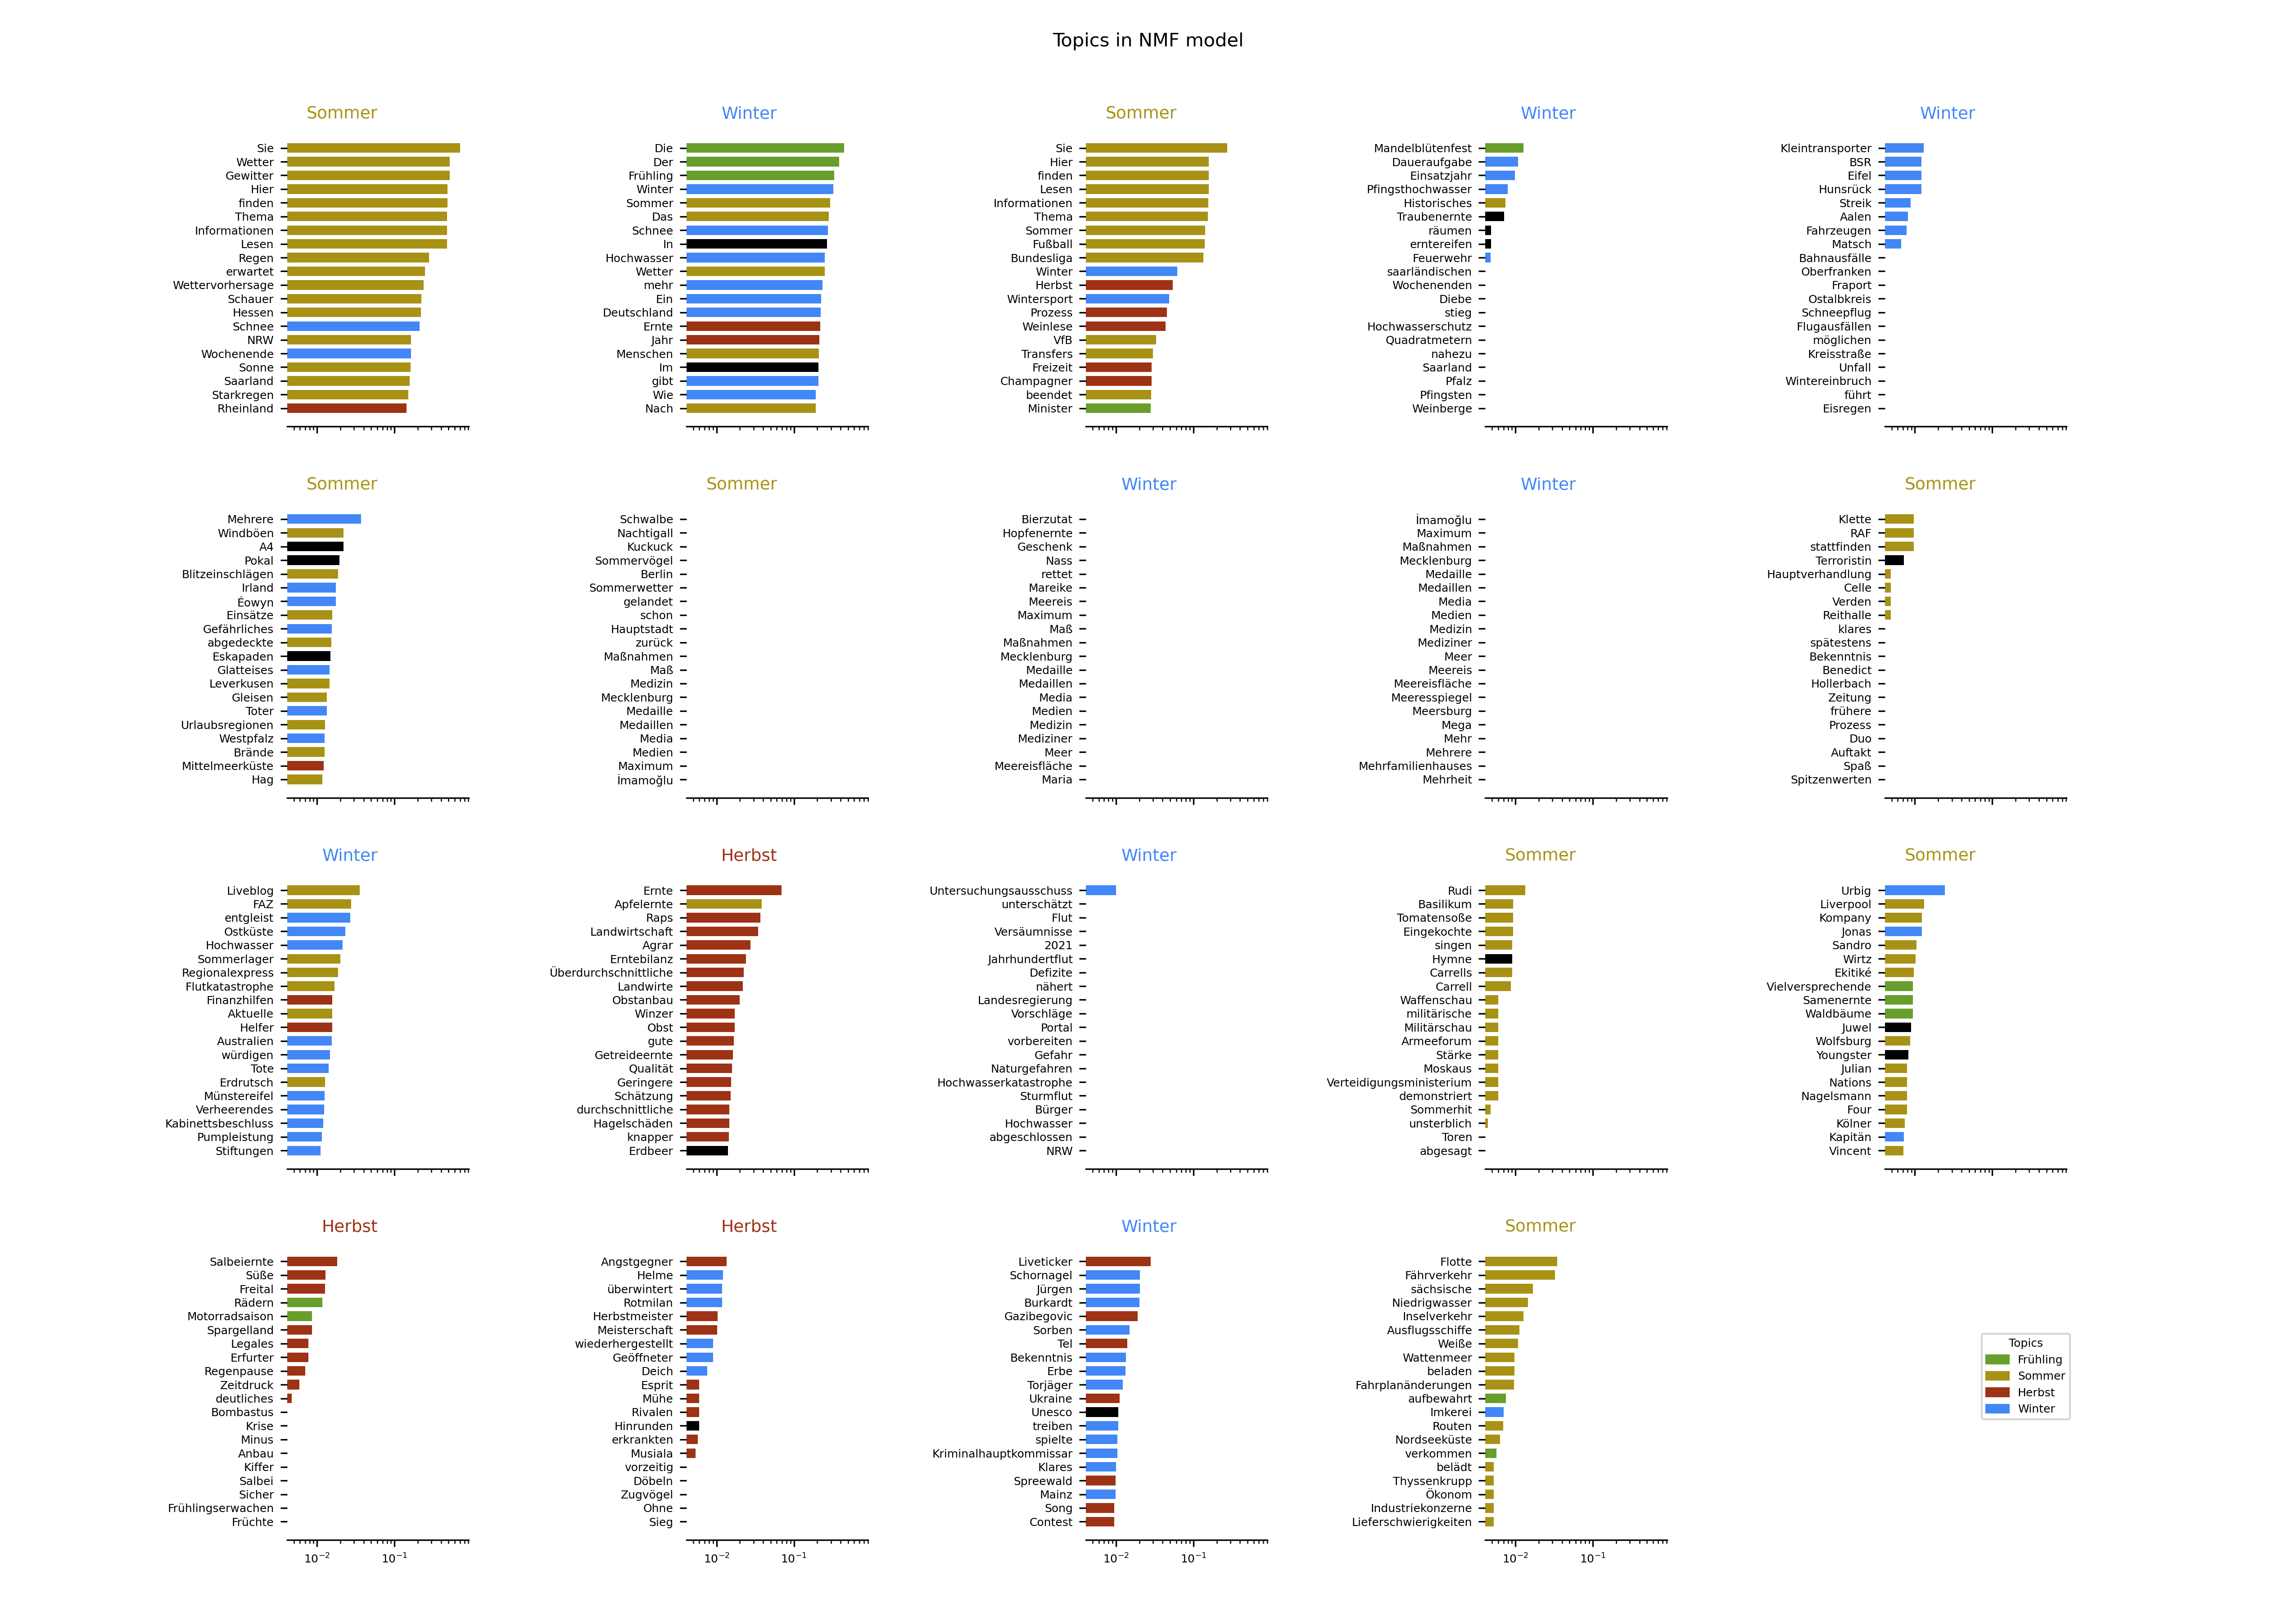 Topics in NMF model
Sommer
Sie
Wetter
Gewitter
Hier
finden
Thema
Informationen
Lesen
Regen
erwartet
Wettervorhersage
Schauer
Hessen
Schnee
NRW
Wochenende
Sonne
Saarland
Starkregen
Rheinland
Winter
Die
Der
Frühling
Winter
Sommer
Das
Schnee
In
Hochwasser
Wetter
mehr
Ein
Deutschland
Ernte
Jahr
Menschen
Im
gibt
Wie
Nach
Sommer
Sie
Hier
finden
Lesen
Informationen
Thema
Sommer
Fußball
Bundesliga
Winter
Herbst
Wintersport
Prozess
Weinlese
VfB
Transfers
Freizeit
Champagner
beendet
Minister
Winter
Mandelblütenfest
Daueraufgabe
Einsatzjahr
Pfingsthochwasser
Historisches
Traubenernte
räumen
erntereifen
Feuerwehr
saarländischen
Wochenenden
Diebe
stieg
Hochwasserschutz
Quadratmetern
nahezu
Saarland
Pfalz
Pfingsten
Weinberge
Winter
Kleintransporter
BSR
Eifel
Hunsrück
Streik
Aalen
Fahrzeugen
Matsch
Bahnausfälle
Oberfranken
Fraport
Ostalbkreis
Schneepflug
Flugausfällen
möglichen
Kreisstraße
Unfall
Wintereinbruch
führt
Eisregen
Sommer
Mehrere
Windböen
A4
Pokal
Blitzeinschlägen
Irland
Éowyn
Einsätze
Gefährliches
abgedeckte
Eskapaden
Glatteises
Leverkusen
Gleisen
Toter
Urlaubsregionen
Westpfalz
Brände
Mittelmeerküste
Hag
Sommer
Schwalbe
Nachtigall
Kuckuck
Sommervögel
Berlin
Sommerwetter
gelandet
schon
Hauptstadt
zurück
Maßnahmen
Maß
Medizin
Mecklenburg
Medaille
Medaillen
Media
Medien
Maximum
İmamoğlu
Winter
Bierzutat
Hopfenernte
Geschenk
Nass
rettet
Mareike
Meereis
Maximum
Maß
Maßnahmen
Mecklenburg
Medaille
Medaillen
Media
Medien
Medizin
Mediziner
Meer
Meereisfläche
Maria
Winter
İmamoğlu
Maximum
Maßnahmen
Mecklenburg
Medaille
Medaillen
Media
Medien
Medizin
Mediziner
Meer
Meereis
Meereisfläche
Meeresspiegel
Meersburg
Mega
Mehr
Mehrere
Mehrfamilienhauses
Mehrheit
Sommer
Klette
RAF
stattfinden
Terroristin
Hauptverhandlung
Celle
Verden
Reithalle
klares
spätestens
Bekenntnis
Benedict
Hollerbach
Zeitung
frühere
Prozess
Duo
Auftakt
Spaß
Spitzenwerten
Winter
Liveblog
FAZ
entgleist
Ostküste
Hochwasser
Sommerlager
Regionalexpress
Flutkatastrophe
Finanzhilfen
Aktuelle
Helfer
Australien
würdigen
Tote
Erdrutsch
Münstereifel
Verheerendes
Kabinettsbeschluss
Pumpleistung
Stiftungen
Herbst
Ernte
Apfelernte
Raps
Landwirtschaft
Agrar
Erntebilanz
Überdurchschnittliche
Landwirte
Obstanbau
Winzer
Obst
gute
Getreideernte
Qualität
Geringere
Schätzung
durchschnittliche
Hagelschäden
knapper
Erdbeer
Winter
Untersuchungsausschuss
unterschätzt
Flut
Versäumnisse
2021
Jahrhundertflut
Defizite
nähert
Landesregierung
Vorschläge
Portal
vorbereiten
Gefahr
Naturgefahren
Hochwasserkatastrophe
Sturmflut
Bürger
Hochwasser
abgeschlossen
NRW
Sommer
Rudi
Basilikum
Tomatensoße
Eingekochte
singen
Hymne
Carrells
Carrell
Waffenschau
militärische
Militärschau
Armeeforum
Stärke
Moskaus
Verteidigungsministerium
demonstriert
Sommerhit
unsterblich
Toren
abgesagt
Sommer
Urbig
Liverpool
Kompany
Jonas
Sandro
Wirtz
Ekitiké
Vielversprechende
Samenernte
Waldbäume
Juwel
Wolfsburg
Youngster
Julian
Nations
Nagelsmann
Four
Kölner
Kapitän
Vincent
Herbst
Salbeiernte
Süße
Freital
Rädern
Motorradsaison
Spargelland
Legales
Erfurter
Regenpause
Zeitdruck
deutliches
Bombastus
Krise
Minus
Anbau
Kiffer
Salbei
Sicher
Frühlingserwachen
Früchte
10⁻² 10⁻¹
Herbst
Angstgegner
Helme
überwintert
Rotmilan
Herbstmeister
Meisterschaft
wiederhergestellt
Geöffneter
Deich
Esprit
Mühe
Rivalen
Hinrunden
erkrankten
Musiala
vorzeitig
Döbeln
Zugvögel
Ohne
Sieg
10⁻² 10⁻¹
Winter
Liveticker
Schornagel
Jürgen
Burkardt
Gazibegovic
Sorben
Tel
Bekenntnis
Erbe
Torjäger
Ukraine
Unesco
treiben
spielte
Kriminalhauptkommissar
Klares
Spreewald
Mainz
Song
Contest
10⁻² 10⁻¹
Sommer
Flotte
Fährverkehr
sächsische
Niedrigwasser
Inselverkehr
Ausflugsschiffe
Weiße
Wattenmeer
beladen
Fahrplanänderungen
aufbewahrt
Imkerei
Routen
Nordseeküste
verkommen
belädt
Thyssenkrupp
Ökonom
Industriekonzerne
Lieferschwierigkeiten
10⁻² 10⁻¹
Topics
Frühling
Sommer
Herbst
Winter